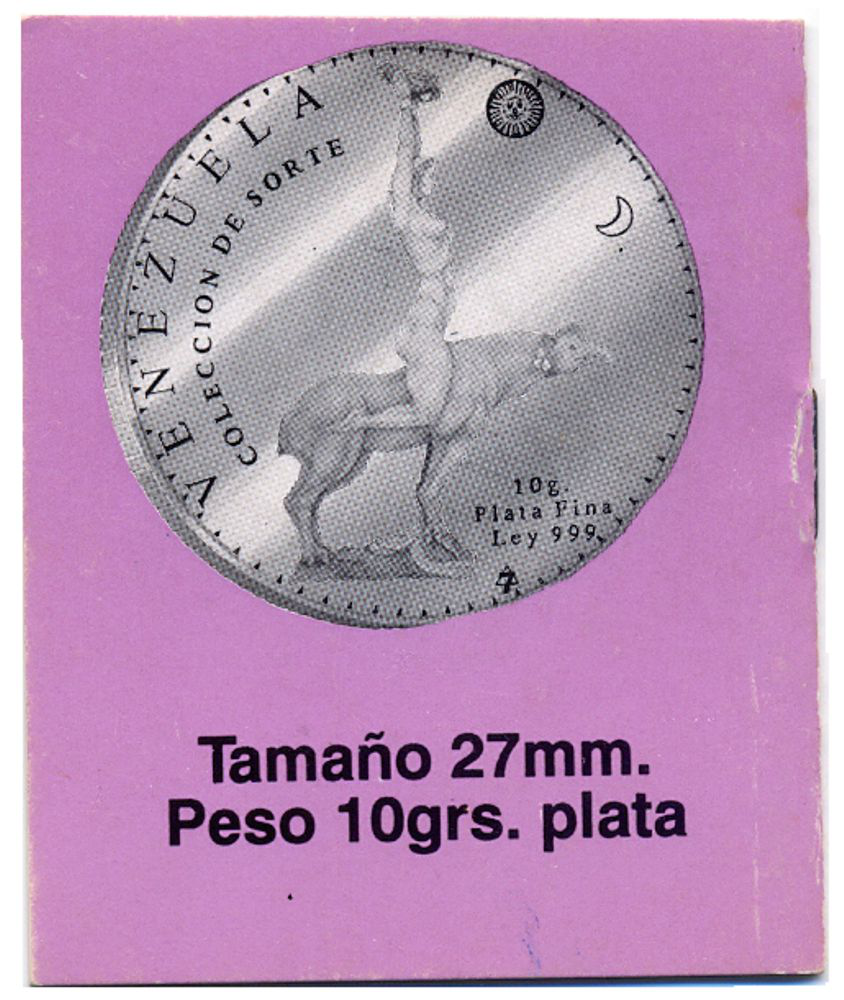 VENEZUELA
COLECCION DE SORTE
10g.
Plata Fina
Ley 999
Tamaño 27mm.
Peso 10grs. plata